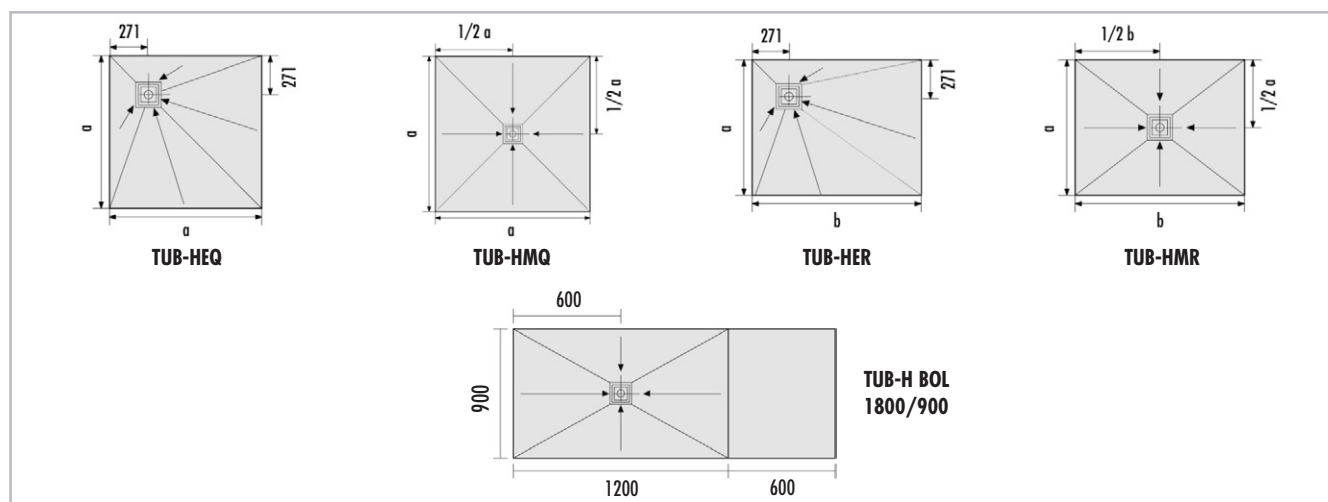 271
271
a
a
TUB-HEQ
1/2 a
1/2 a
a
a
TUB-HMQ
271
271
a
b
TUB-HER
1/2 b
1/2 a
a
b
TUB-HMR
600
900
1200
600
TUB-H BOL
1800/900